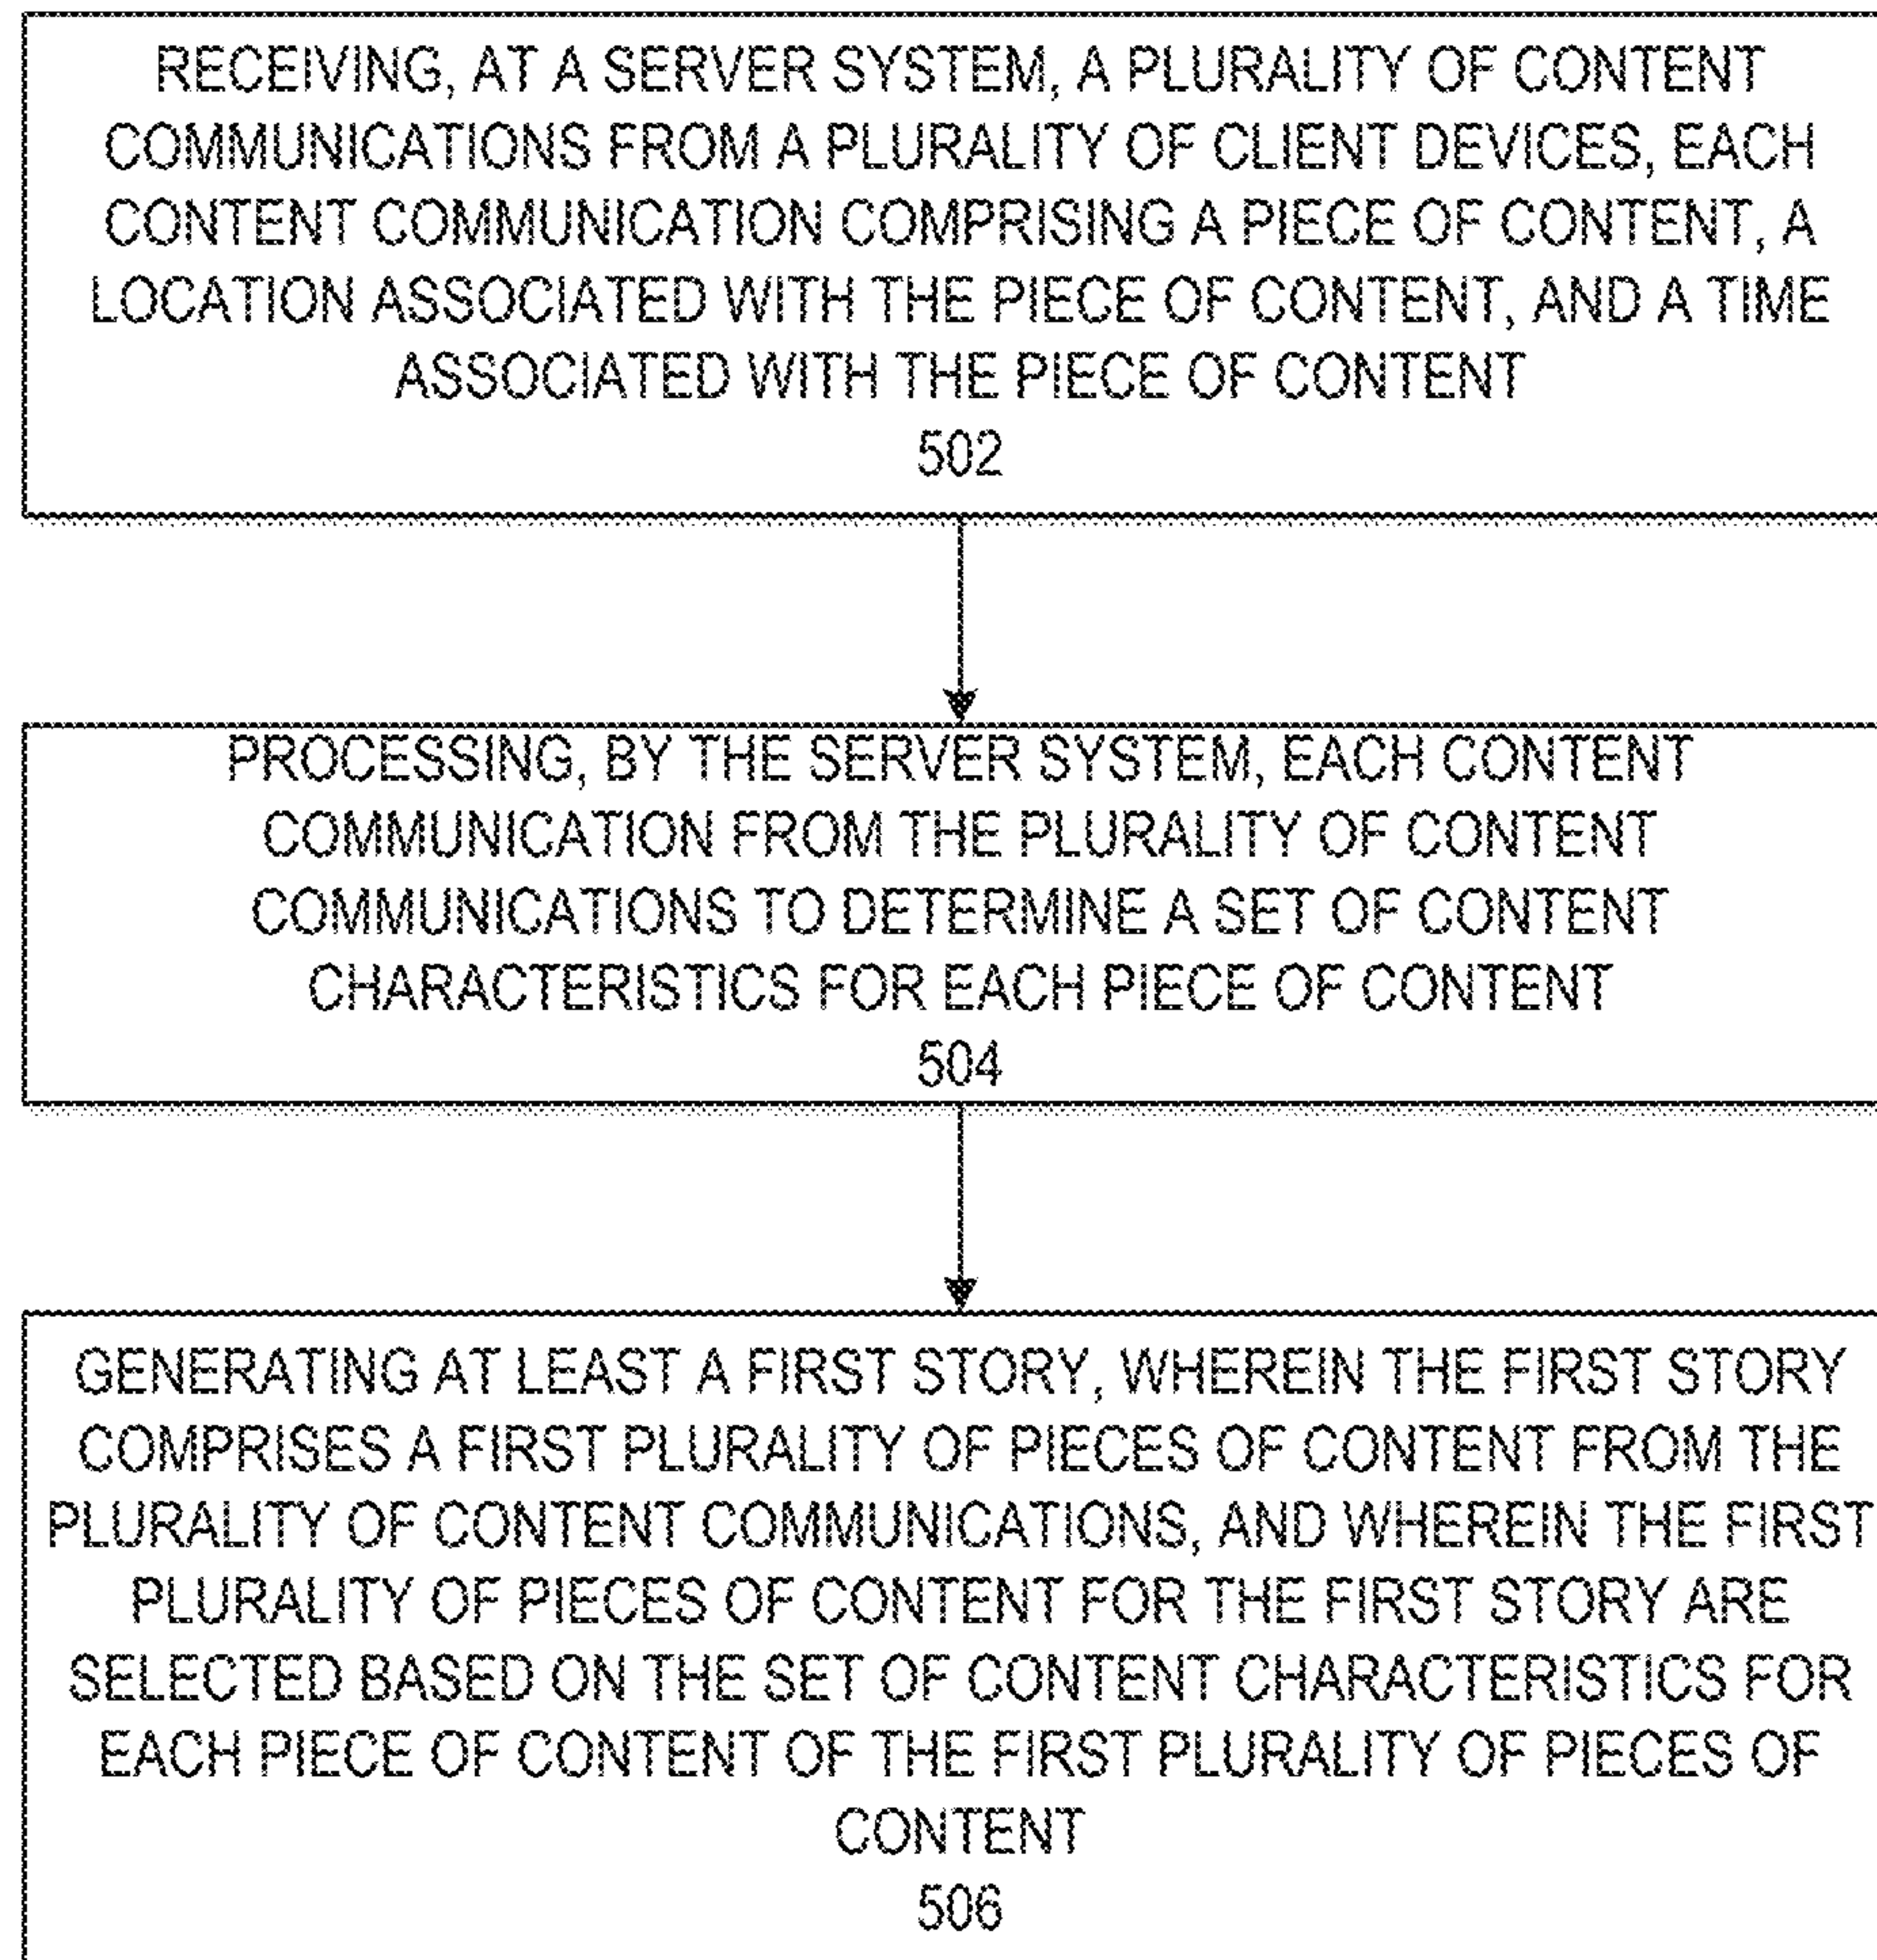 RECEIVING, AT A SERVER SYSTEM, A PLURALITY OF CONTENT
COMMUNICATIONS FROM A PLURALITY OF CLIENT DEVICES, EACH
CONTENT COMMUNICATION COMPRISING A PIECE OF CONTENT, A
LOCATION ASSOCIATED WITH THE PIECE OF CONTENT, AND A TIME
ASSOCIATED WITH THE PIECE OF CONTENT
502
PROCESSING, BY THE SERVER SYSTEM, EACH CONTENT
COMMUNICATION FROM THE PLURALITY OF CONTENT
COMMUNICATIONS TO DETERMINE A SET OF CONTENT
CHARACTERISTICS FOR EACH PIECE OF CONTENT
504
GENERATING AT LEAST A FIRST STORY, WHEREIN THE FIRST STORY
COMPRISES A FIRST PLURALITY OF PIECES OF CONTENT FROM THE
PLURALITY OF CONTENT COMMUNICATIONS, AND WHEREIN THE FIRST
PLURALITY OF PIECES OF CONTENT FOR THE FIRST STORY ARE
SELECTED BASED ON THE SET OF CONTENT CHARACTERISTICS FOR
EACH PIECE OF CONTENT OF THE FIRST PLURALITY OF PIECES OF
CONTENT
506